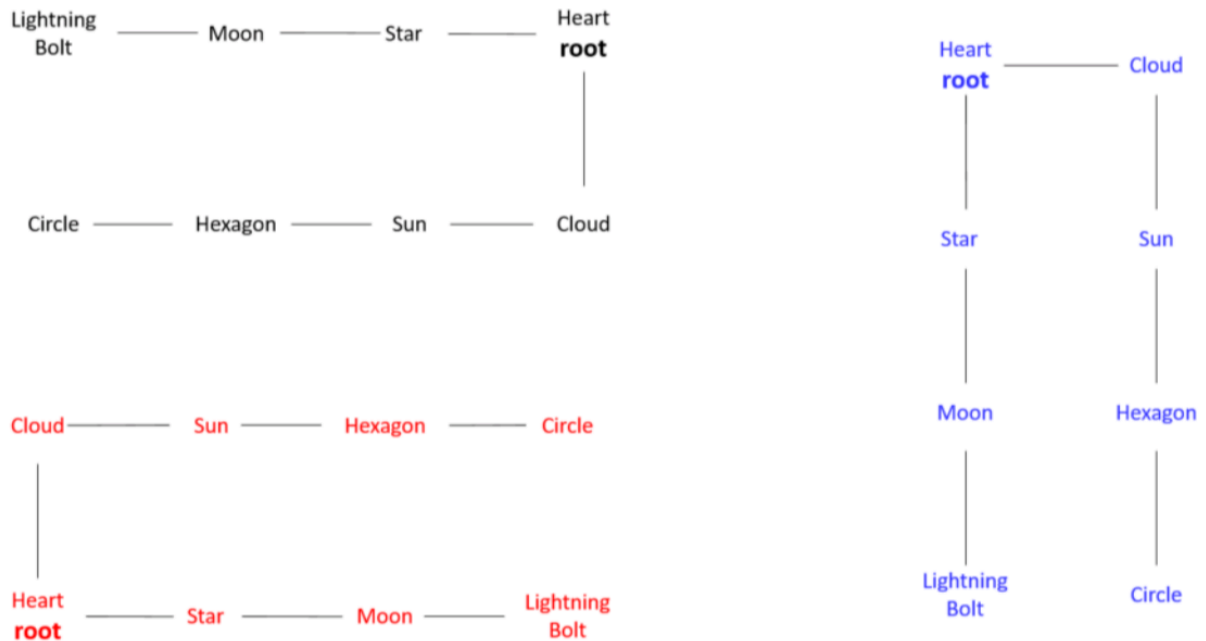 Lightning
Bolt
Moon
Star
Heart
root
Circle
Hexagon
Sun
Cloud
Heart
root
Cloud
Star
Sun
Moon
Hexagon
Lightning
Bolt
Circle
Cloud
Sun
Hexagon
Circle
Heart
root
Star
Moon
Lightning
Bolt